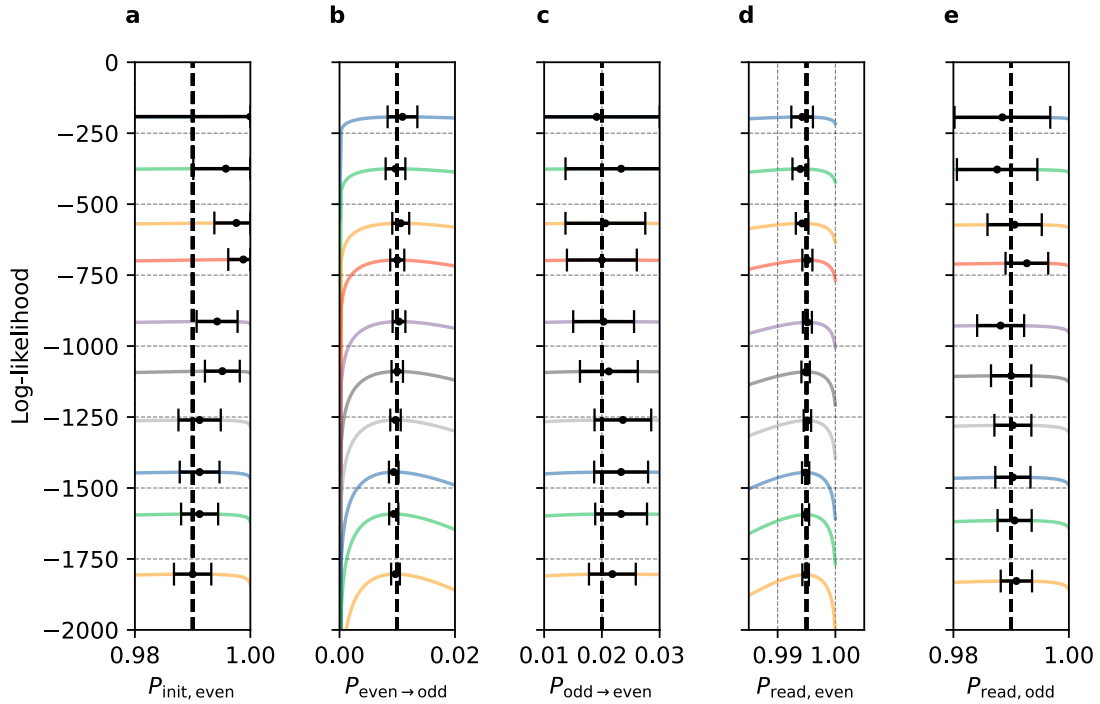 a b c d e
Log-likelihood
0
−250
−500
−750
−1000
−1250
−1500
−1750
−2000
0.98 1.00 0.00 0.02 0.01 0.02 0.03 0.99 1.00 0.98 1.00
P_init, even P_even → odd P_odd → even P_read, even P_read, odd